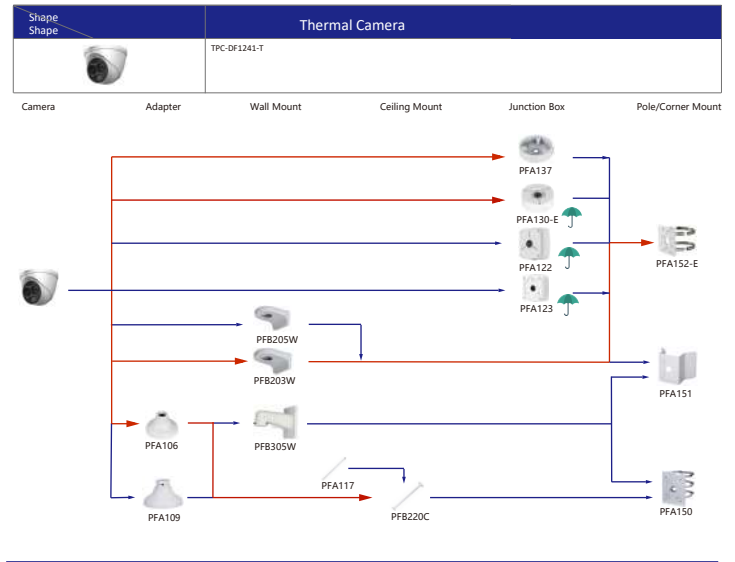 Shape
Shape
Thermal Camera
TPC-DF1241-T
Camera
Adapter
Wall Mount
Ceiling Mount
Junction Box
Pole/Corner Mount
PFA137
PFA130-E
PFA122
PFA152-E
PFA123
PFB205W
PFB203W
PFA151
PFA106
PFB305W
PFA117
PFA109
PFB220C
PFA150